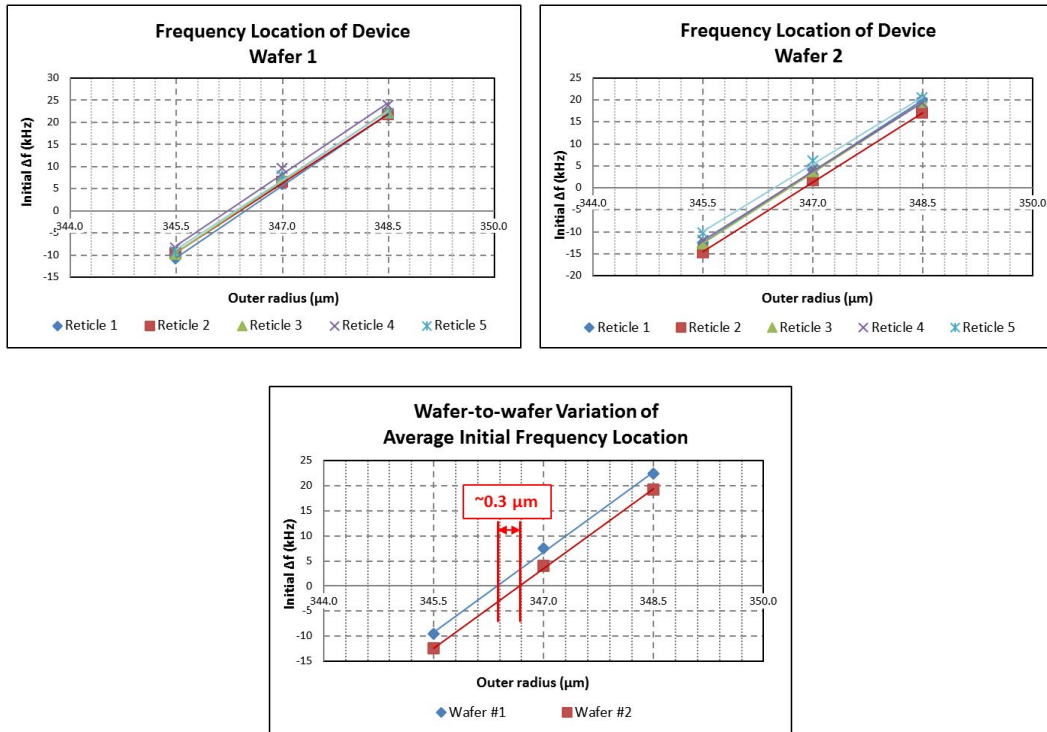 Frequency Location of Device
Wafer 1
Initial Δf (kHz)
30
25
20
15
10
5
0
-5
-10
-15
344.0 345.5 347.0 348.5 350.0
Outer radius (µm)
Reticle 1 Reticle 2 Reticle 3 Reticle 4 Reticle 5
Frequency Location of Device
Wafer 2
Initial Δf (kHz)
25
20
15
10
5
0
-5
-10
-15
-20
344.0 345.5 347.0 348.5 350.0
Outer radius (µm)
Reticle 1 Reticle 2 Reticle 3 Reticle 4 Reticle 5
Wafer-to-wafer Variation of
Average Initial Frequency Location
Initial Δf (kHz)
25
20
15
10
5
0
-5
-10
-15
~0.3 µm
344.0 345.5 347.0 348.5 350.0
Outer radius (µm)
Wafer #1 Wafer #2